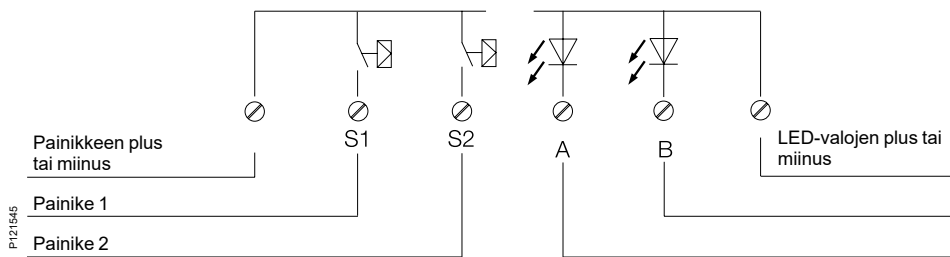 S1
S2
A
B
Painikkeen plus
tai miinus
LED-valojen plus tai
miinus
Painike 1
Painike 2
P121545